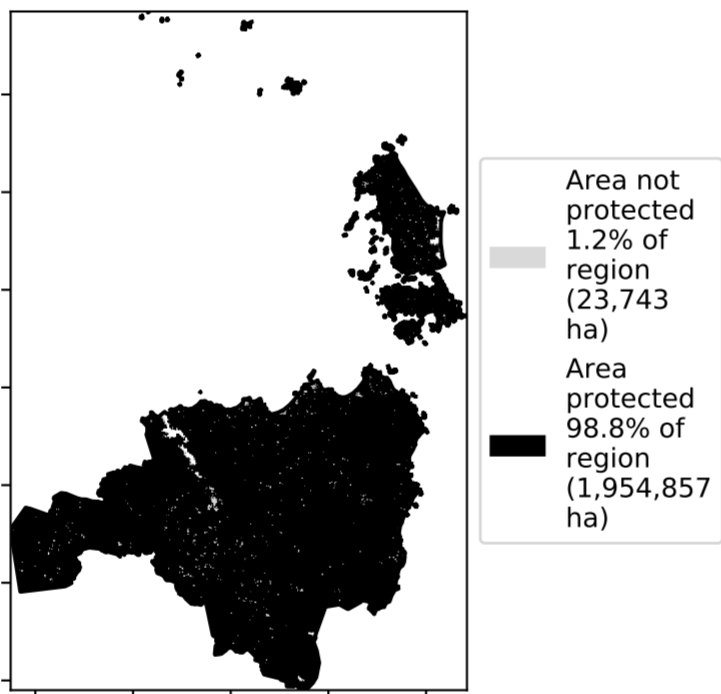 Area not
protected
1.2% of
region
(23,743
ha)
Area
protected
98.8% of
region
(1,954,857
ha)